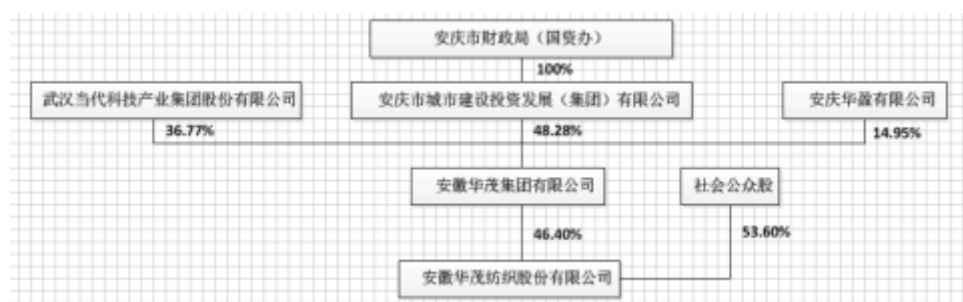 安庆市财政局（国资办）
100%
武汉当代科技产业集团股份有限公司
安庆市城市建设投资发展（集团）有限公司
安庆华盈有限公司
36.77%
48.28%
14.95%
安徽华茂集团有限公司
社会公众股
46.40%
53.60%
安徽华茂纺织股份有限公司